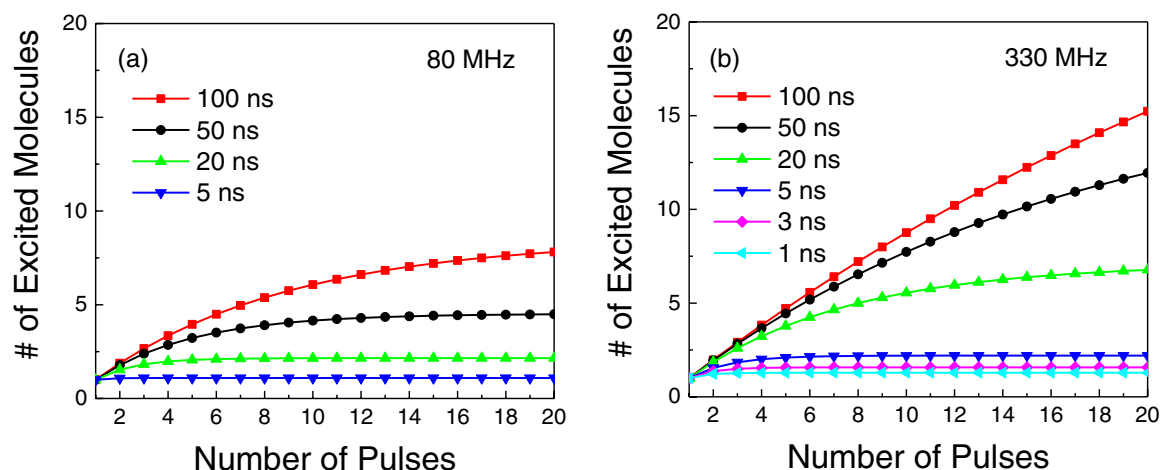 (a)
80 MHz
100 ns
50 ns
20 ns
5 ns
# of Excited Molecules
20
15
10
5
0
2 4 6 8 10 12 14 16 18 20
Number of Pulses
(b)
330 MHz
100 ns
50 ns
20 ns
5 ns
3 ns
1 ns
# of Excited Molecules
20
15
10
5
0
2 4 6 8 10 12 14 16 18 20
Number of Pulses